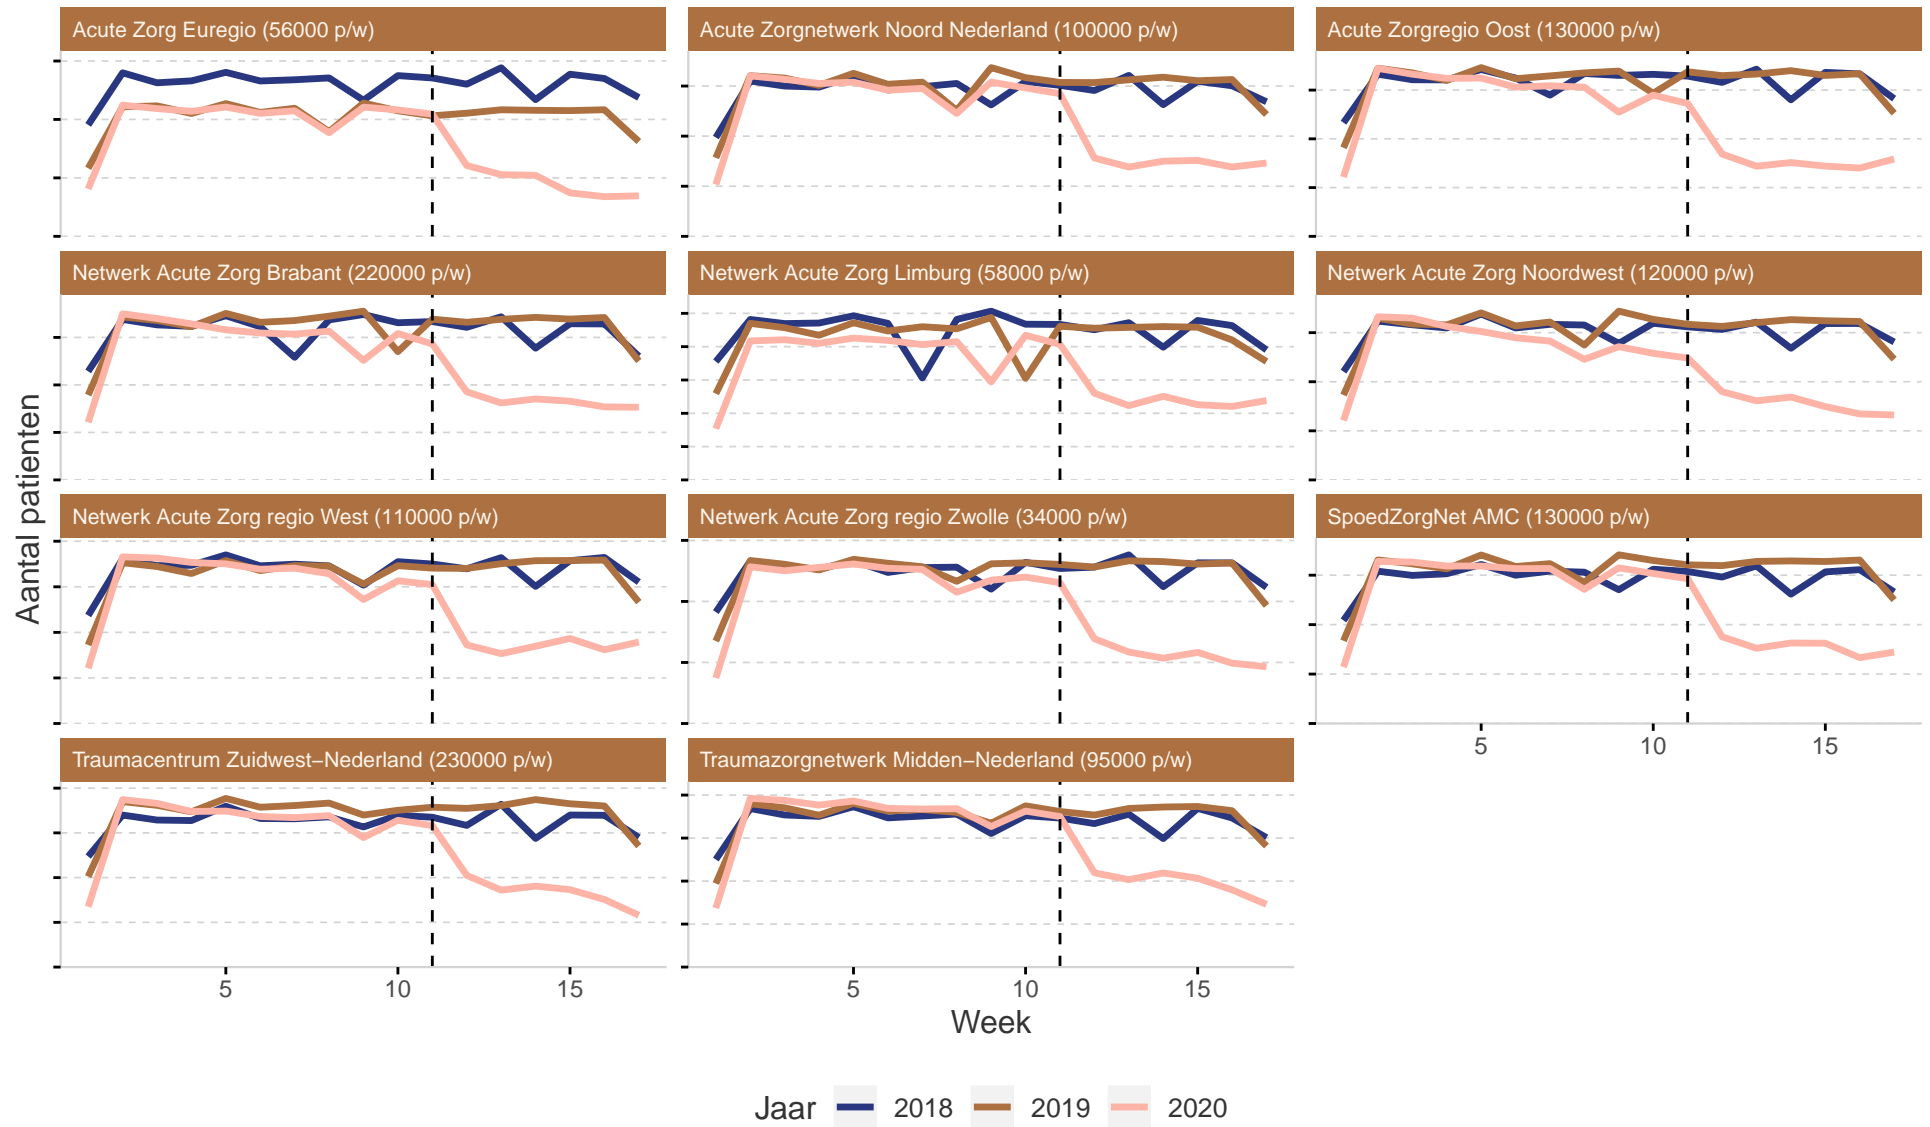 Acute Zorg Euregio (56000 p/w)
Acute Zorgnetwerk Noord Nederland (100000 p/w)
Acute Zorgregio Oost (130000 p/w)
Netwerk Acute Zorg Brabant (220000 p/w)
Netwerk Acute Zorg Limburg (58000 p/w)
Netwerk Acute Zorg Noordwest (120000 p/w)
Netwerk Acute Zorg regio West (110000 p/w)
Netwerk Acute Zorg regio Zwolle (34000 p/w)
SpoedZorgNet AMC (130000 p/w)
5 10 15
Traumacentrum Zuidwest−Nederland (230000 p/w)
Traumazorgnetwerk Midden−Nederland (95000 p/w)
5 10 15
5 10 15
Aantal patienten
Week
Jaar 2018 2019 2020